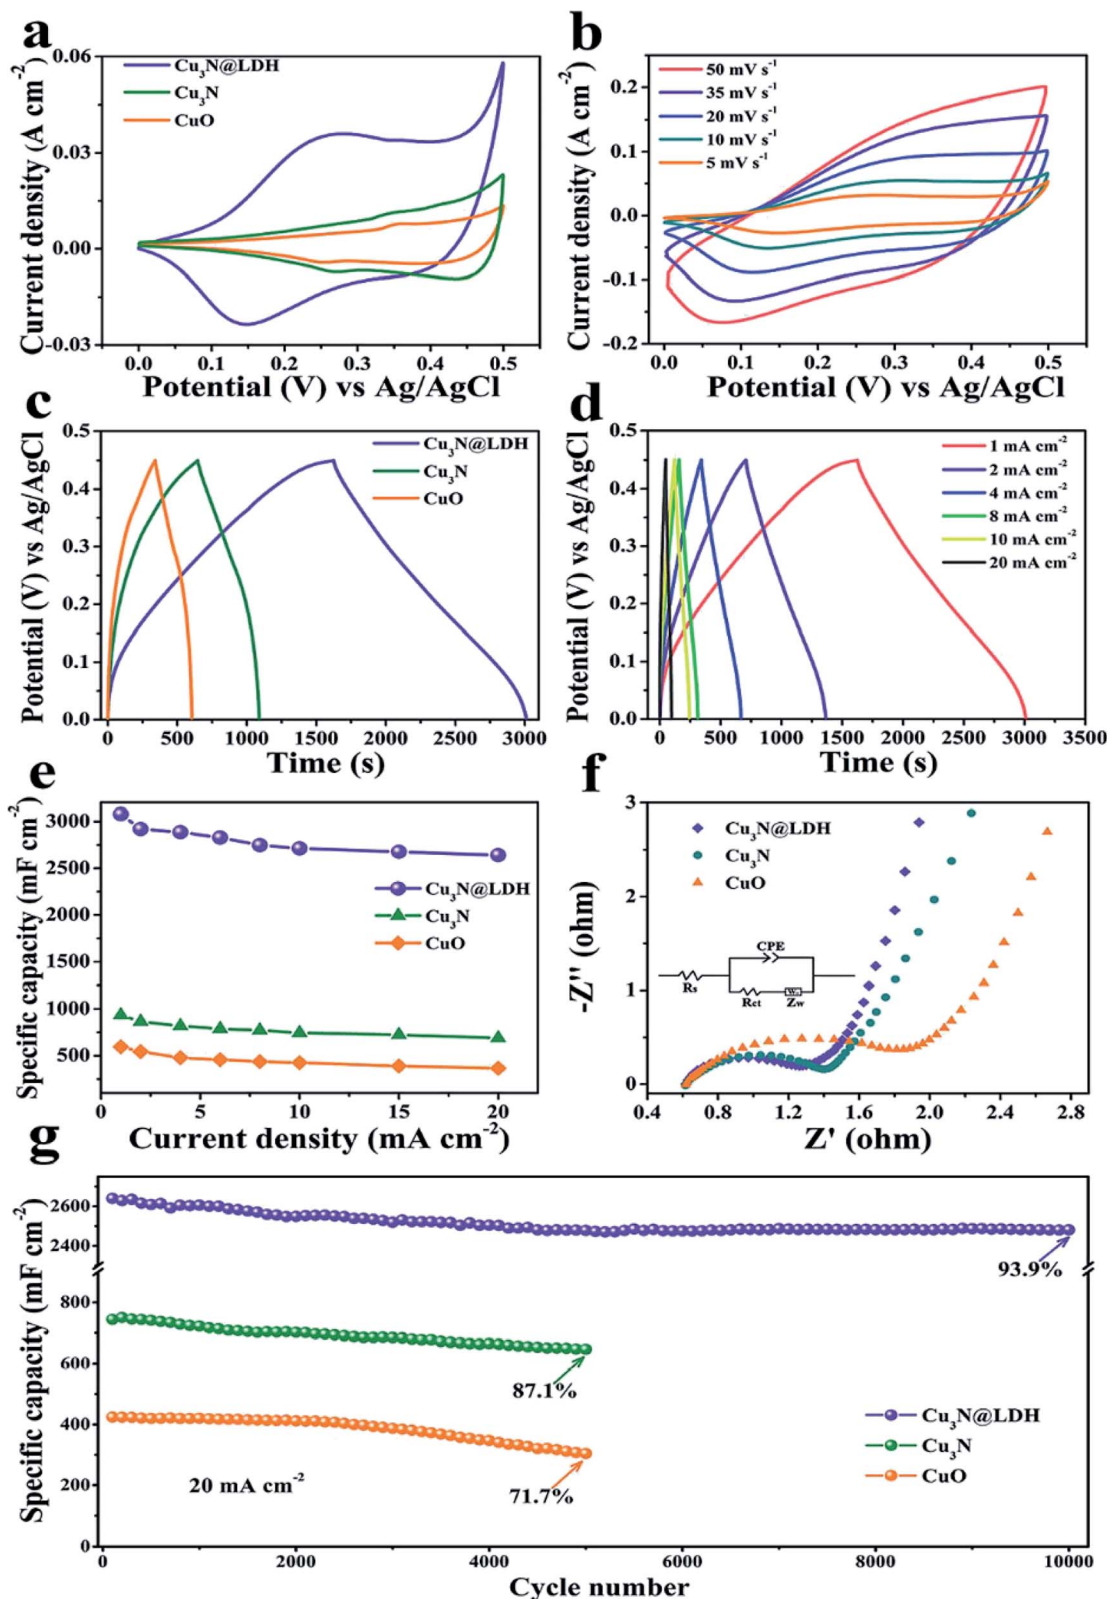 a
Current density (A cm⁻²)
0.06
0.03
0.00
-0.03
Cu₃N@LDH
Cu₃N
CuO
0.0 0.1 0.2 0.3 0.4 0.5
Potential (V) vs Ag/AgCl
b
Current density (A cm⁻²)
0.2
0.1
0.0
-0.1
-0.2
50 mV s⁻¹
35 mV s⁻¹
20 mV s⁻¹
10 mV s⁻¹
5 mV s⁻¹
0.0 0.1 0.2 0.3 0.4 0.5
Potential (V) vs Ag/AgCl
c
Potential (V) vs Ag/AgCl
0.5
0.4
0.3
0.2
0.1
0.0
Cu₃N@LDH
Cu₃N
CuO
0 500 1000 1500 2000 2500 3000
Time (s)
d
Potential (V) vs Ag/AgCl
0.5
0.4
0.3
0.2
0.1
0.0
1 mA cm⁻²
2 mA cm⁻²
4 mA cm⁻²
8 mA cm⁻²
10 mA cm⁻²
20 mA cm⁻²
0 500 1000 1500 2000 2500 3000 3500
Time (s)
e
Specific capacity (mF cm⁻²)
3000
2500
2000
1500
1000
500
Cu₃N@LDH
Cu₃N
CuO
0 5 10 15 20
Current density (mA cm⁻²)
f
-Z'' (ohm)
3
2
1
0
Cu₃N@LDH
Cu₃N
CuO
CPE
Rs
Rct
Zw
0.4 0.8 1.2 1.6 2.0 2.4 2.8
Z' (ohm)
g
Specific capacity (mF cm⁻²)
2600
2400
800
600
400
200
0
93.9%
87.1%
71.7%
20 mA cm⁻²
Cu₃N@LDH
Cu₃N
CuO
0 2000 4000 6000 8000 10000
Cycle number